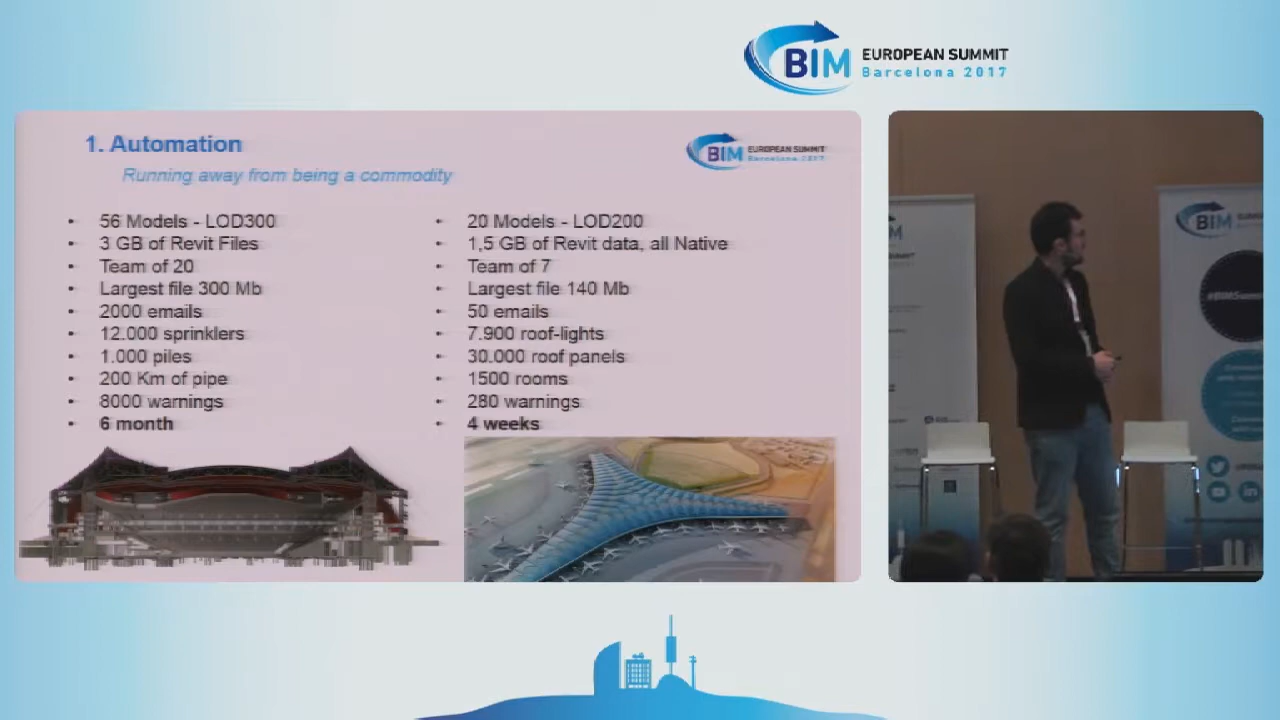 BIM EUROPEAN SUMMIT
Barcelona 2017
1. Automation
BIM EUROPEAN SUMMIT
Barcelona 2017
Running away from being a commodity
• 56 Models - LOD300
• 3 GB of Revit Files
• Team of 20
• Largest file 300 Mb
• 2000 emails
• 12.000 sprinklers
• 1.000 piles
• 200 Km of pipe
• 8000 warnings
• 6 month
• 20 Models - LOD200
• 1,5 GB of Revit data, all Native
• Team of 7
• Largest file 140 Mb
• 50 emails
• 7.900 roof-lights
• 30.000 roof panels
• 1500 rooms
• 280 warnings
• 4 weeks
BIM